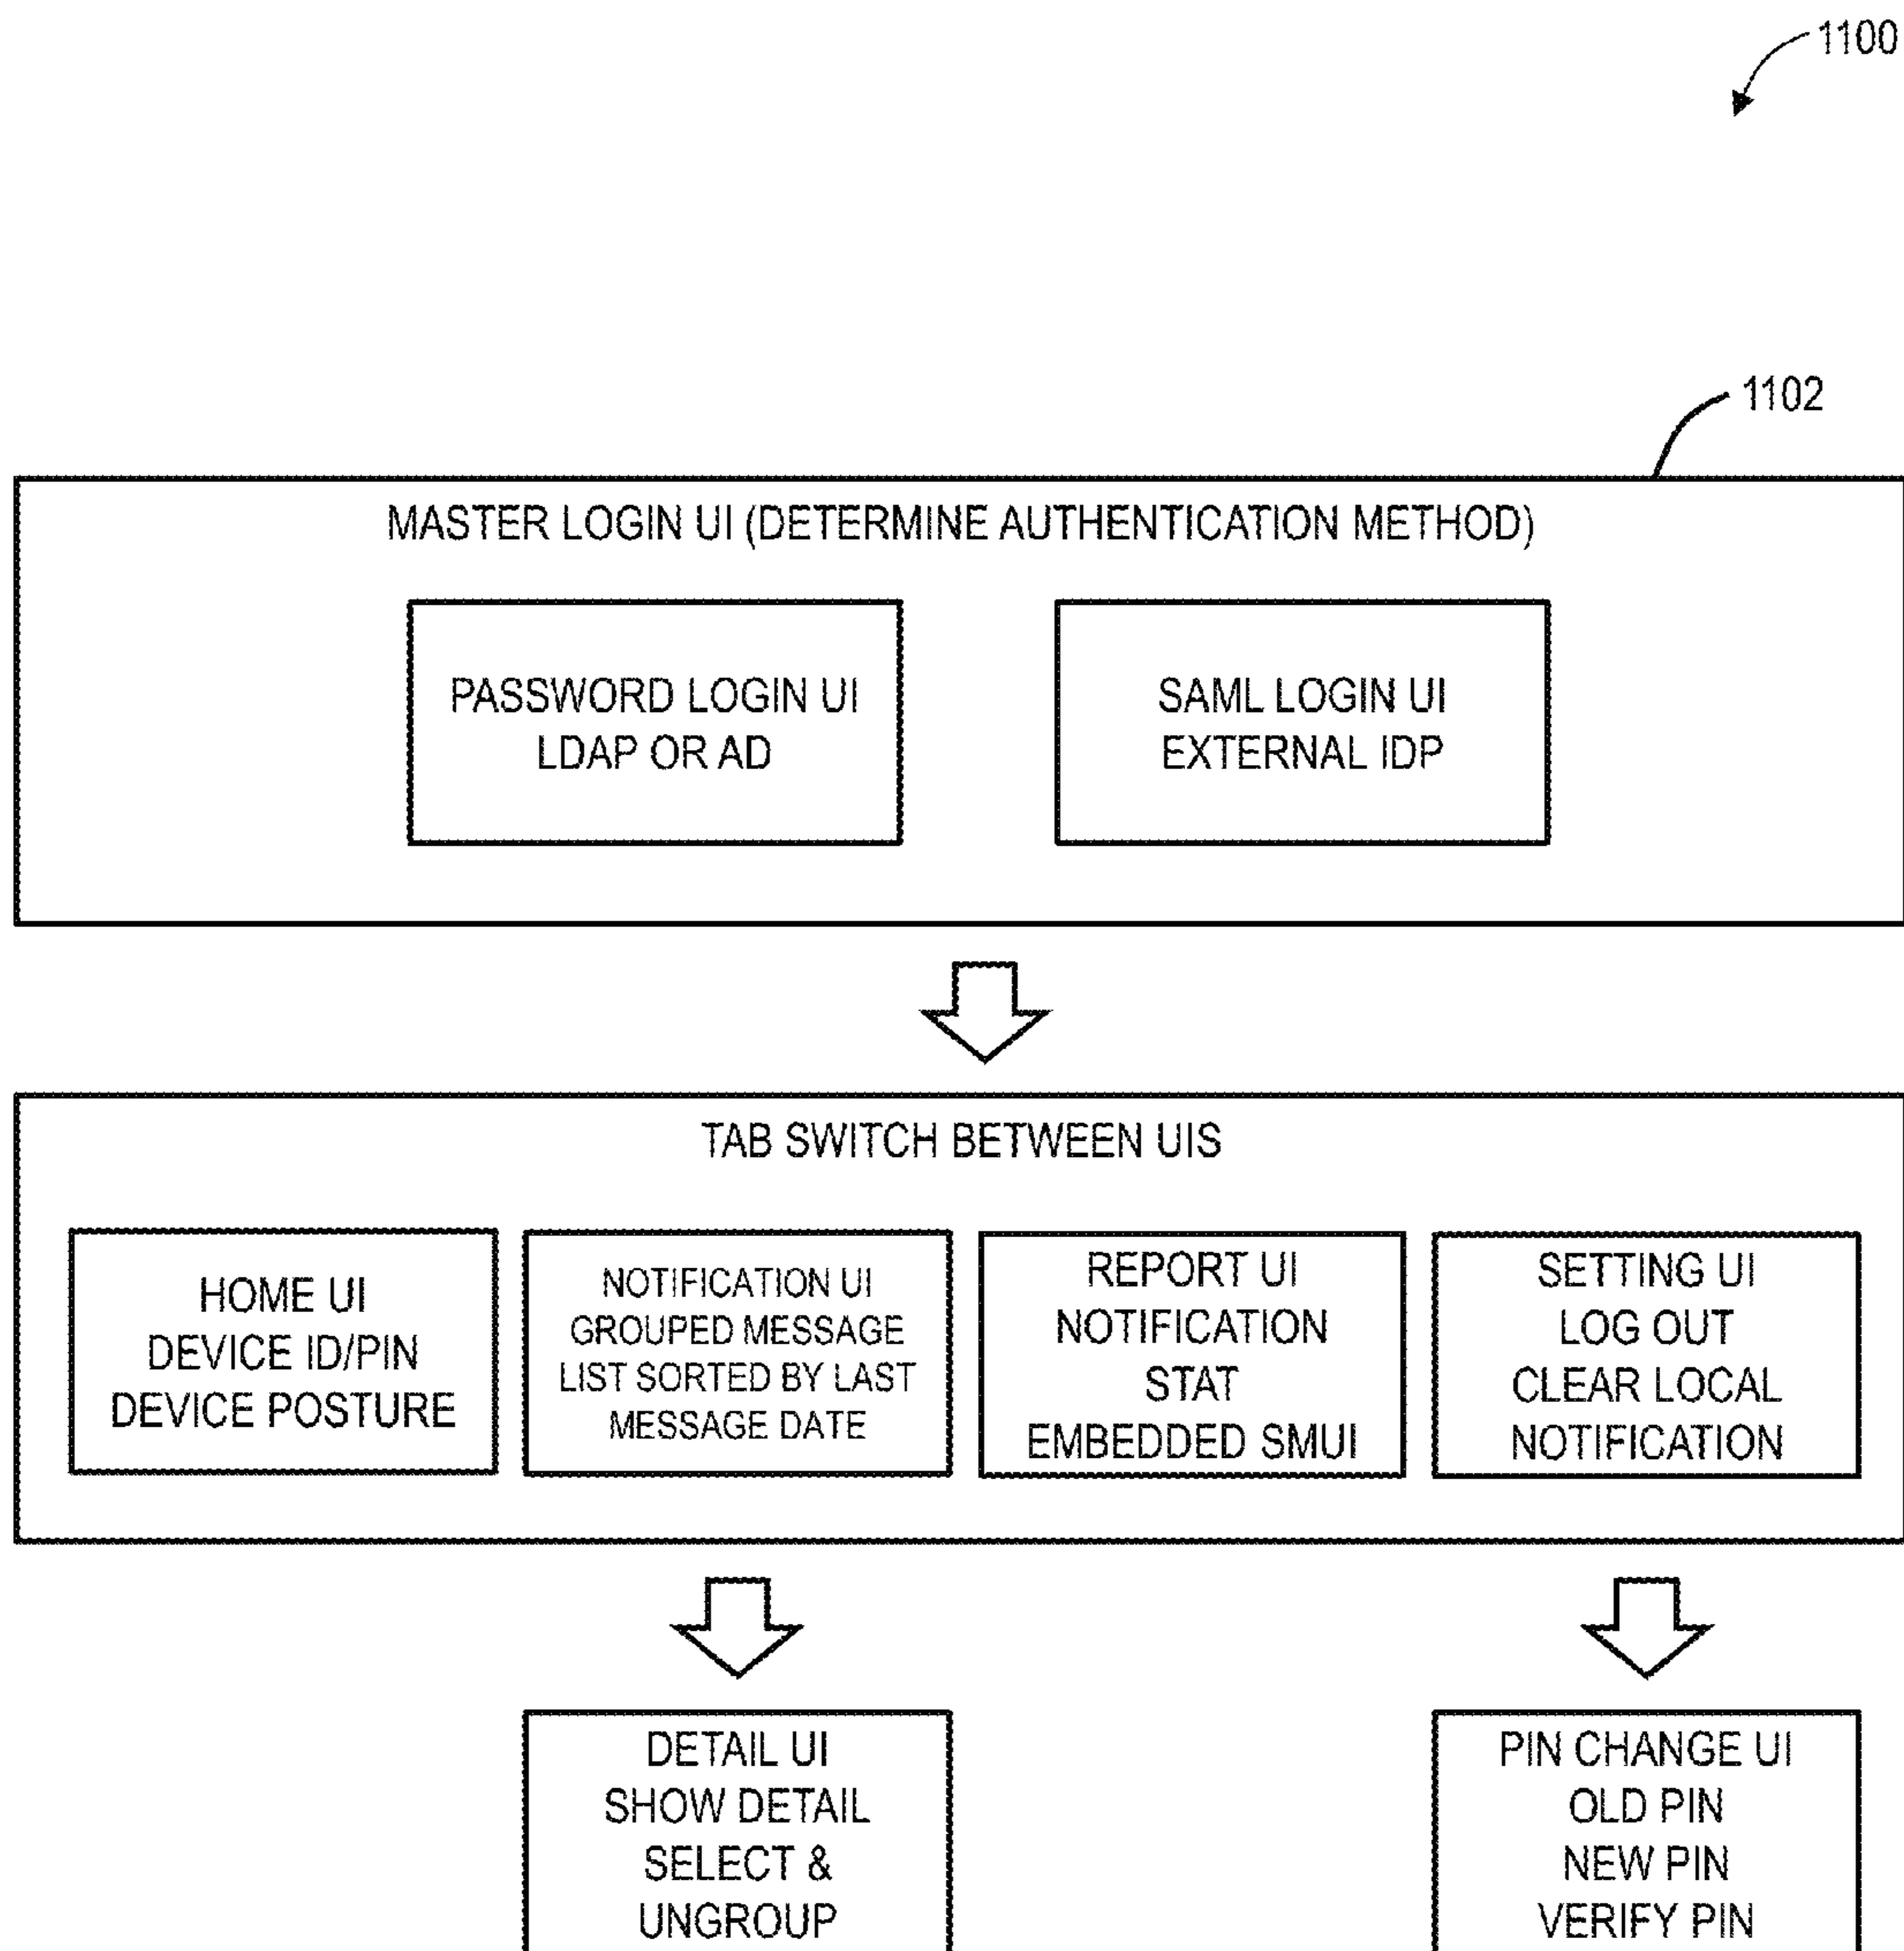 1100
1102
MASTER LOGIN UI (DETERMINE AUTHENTICATION METHOD)
PASSWORD LOGIN UI
LDAP OR AD
SAML LOGIN UI
EXTERNAL IDP
TAB SWITCH BETWEEN UIS
HOME UI
DEVICE ID/PIN
DEVICE POSTURE
NOTIFICATION UI
GROUPED MESSAGE
LIST SORTED BY LAST
MESSAGE DATE
REPORT UI
NOTIFICATION
STAT
EMBEDDED SMUI
SETTING UI
LOG OUT
CLEAR LOCAL
NOTIFICATION
DETAIL UI
SHOW DETAIL
SELECT &
UNGROUP
PIN CHANGE UI
OLD PIN
NEW PIN
VERIFY PIN